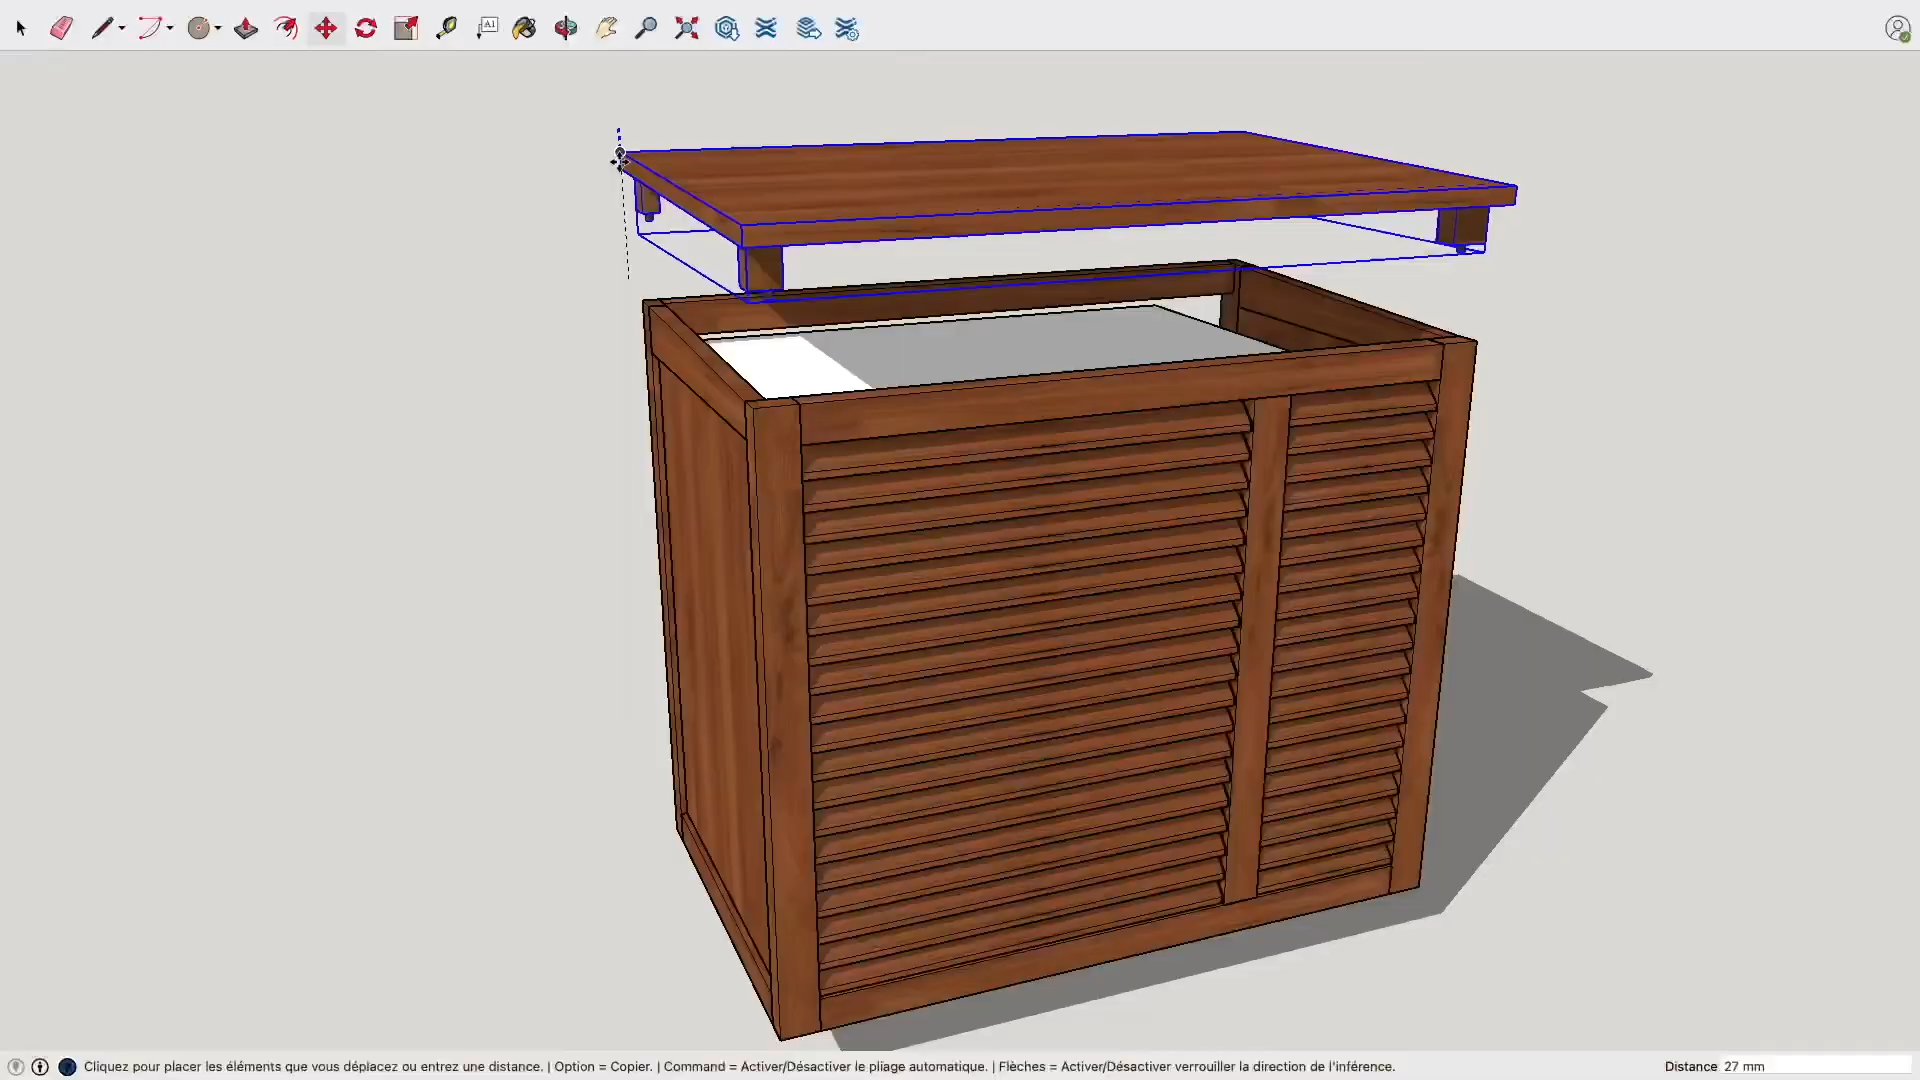 A1
Cliquez pour placer les éléments que vous déplacez ou entrez une distance. | Option = Copier. | Command = Activer/Désactiver le pliage automatique. | Flèches = Activer/Désactiver verrouiller la direction de l'inférence.
Distance 27 mm